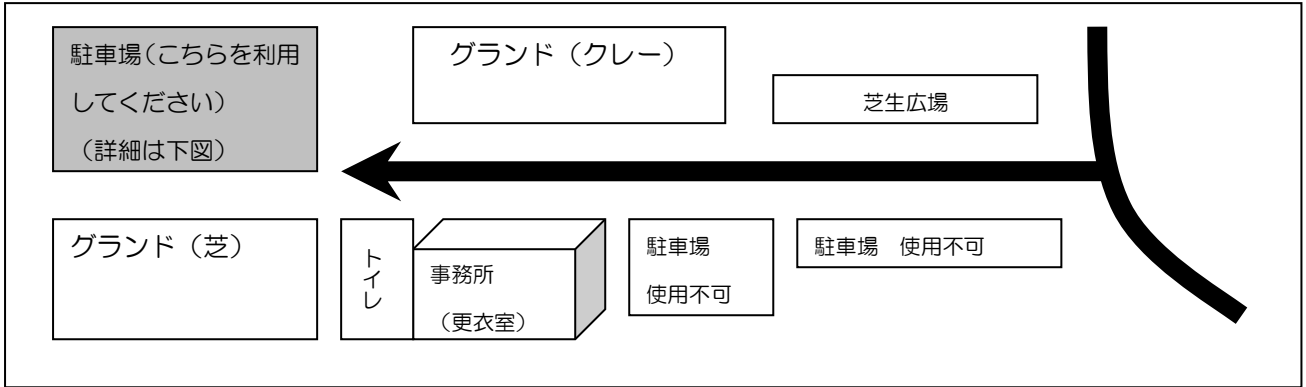 駐車場(こちらを利用
してください)
(詳細は下図)
グランド(クレー)
芝生広場
グランド(芝)
トイレ
事務所
(更衣室)
駐車場
使用不可
駐車場 使用不可